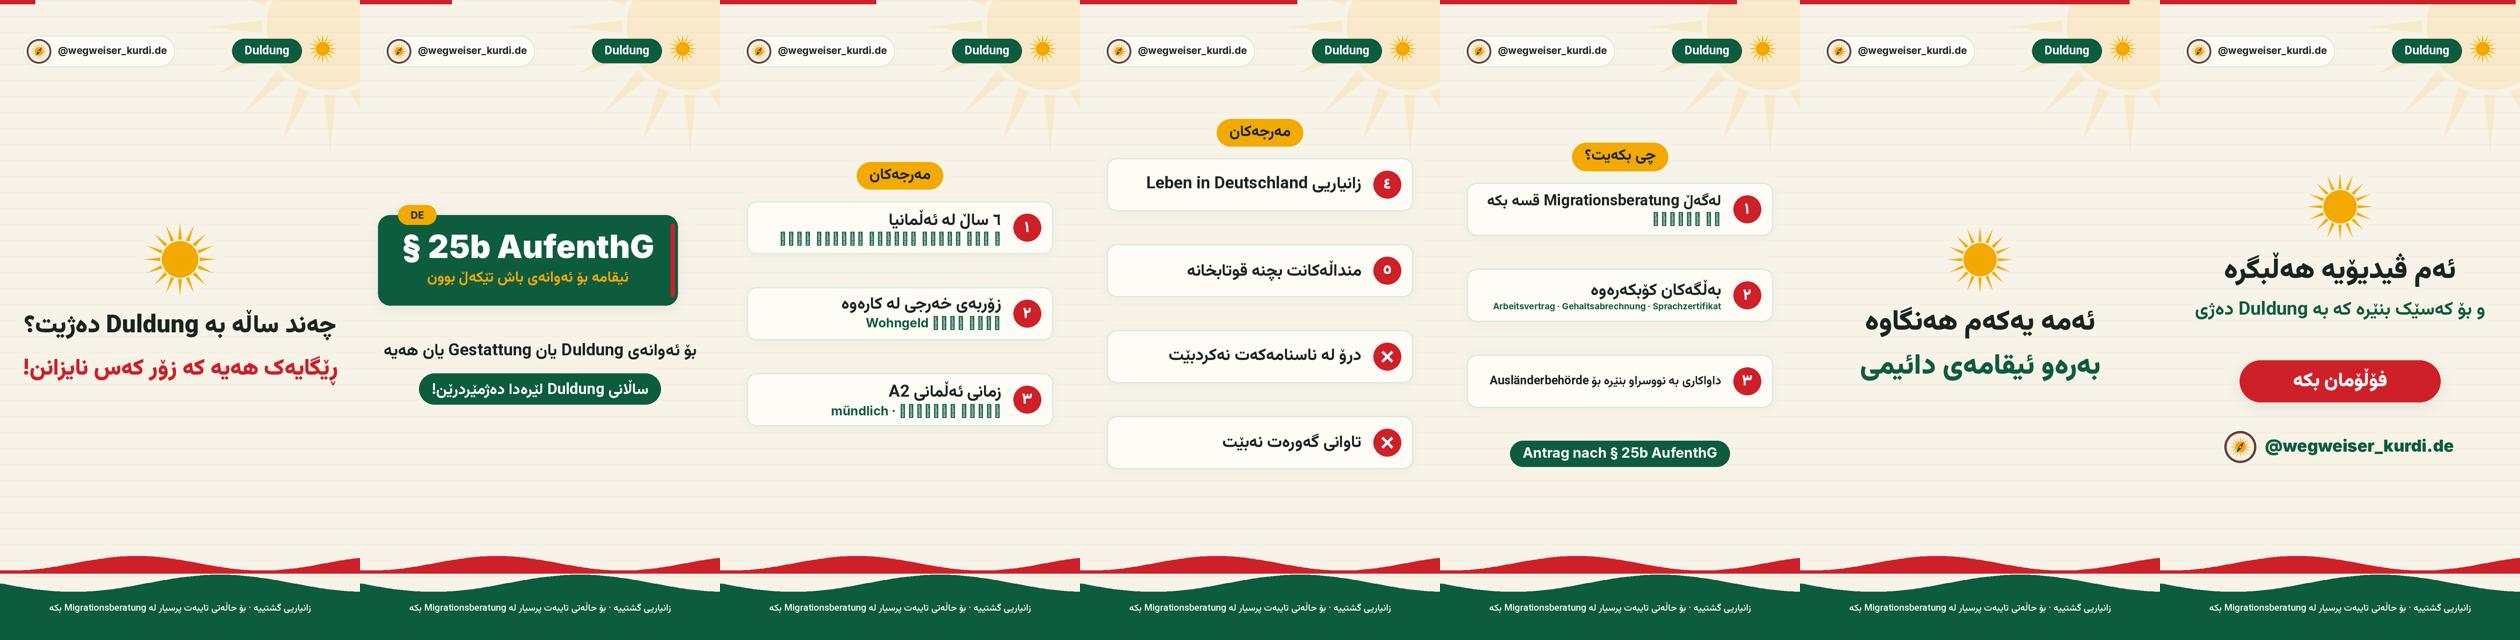 @wegweiser_kurdi.de
Duldung
چەند ساڵە بە Duldung دەژیت؟
ڕێگایەک هەیە کە زۆر کەس نایزانن!
زانیاریی گشتییە · بۆ حاڵەتی تایبەت پرسیار لە Migrationsberatung بکە
@wegweiser_kurdi.de
Duldung
DE
§ 25b AufenthG
ئیقامە بۆ ئەوانەی باش تێکەڵ بوون
بۆ ئەوانەی Duldung یان Gestattung یان هەیە
ساڵانی Duldung لێرەدا دەژمێردرێن!
زانیاریی گشتییە · بۆ حاڵەتی تایبەت پرسیار لە Migrationsberatung بکە
@wegweiser_kurdi.de
Duldung
مەرجەکان
١
٦ ساڵ لە ئەڵمانیا
٢
زۆربەی خەرجی لە کارەوە
Wohngeld
٣
زمانی ئەڵمانی A2
mündlich ·
زانیاریی گشتییە · بۆ حاڵەتی تایبەت پرسیار لە Migrationsberatung بکە
@wegweiser_kurdi.de
Duldung
مەرجەکان
٤
زانیاریی Leben in Deutschland
٥
منداڵەکانت بچنە قوتابخانە
درۆ لە ناسنامەکەت نەکردبێت
تاوانی گەورەت نەبێت
زانیاریی گشتییە · بۆ حاڵەتی تایبەت پرسیار لە Migrationsberatung بکە
@wegweiser_kurdi.de
Duldung
چی بکەیت؟
١
لەگەڵ Migrationsberatung قسە بکە
٢
بەڵگەکان کۆبکەرەوە
Arbeitsvertrag · Gehaltsabrechnung · Sprachzertifikat
٣
داواکاری بە نووسراو بنێرە بۆ Ausländerbehörde
Antrag nach § 25b AufenthG
زانیاریی گشتییە · بۆ حاڵەتی تایبەت پرسیار لە Migrationsberatung بکە
@wegweiser_kurdi.de
Duldung
ئەمە یەکەم هەنگاوە
بەرەو ئیقامەی دائیمی
زانیاریی گشتییە · بۆ حاڵەتی تایبەت پرسیار لە Migrationsberatung بکە
@wegweiser_kurdi.de
Duldung
ئەم ڤیدیۆیە هەڵبگرە
و بۆ کەسێک بنێرە کە بە Duldung دەژی
فۆڵۆمان بکە
@wegweiser_kurdi.de
زانیاریی گشتییە · بۆ حاڵەتی تایبەت پرسیار لە Migrationsberatung بکە